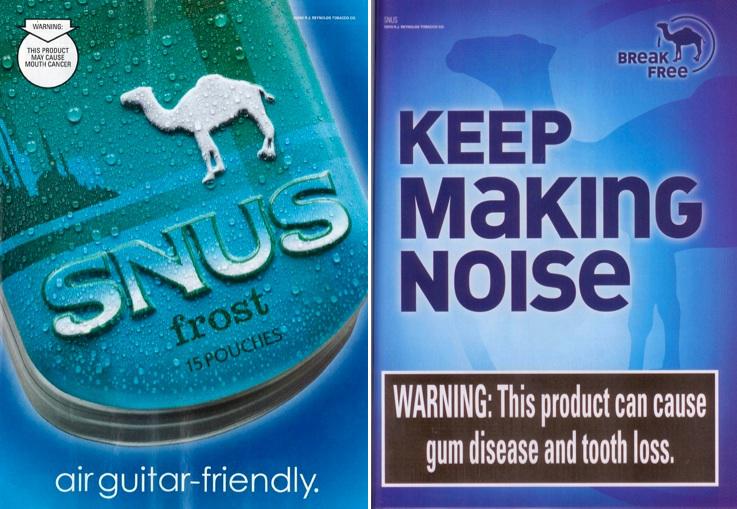 WARNING:
THIS PRODUCT
MAY CAUSE
MOUTH CANCER
SNUS
frost
15 POUCHES
air guitar-friendly.
SNUS
BREAK
FREE
KEEP
MaKING
NOISe
WARNING: This product can cause
gum disease and tooth loss.